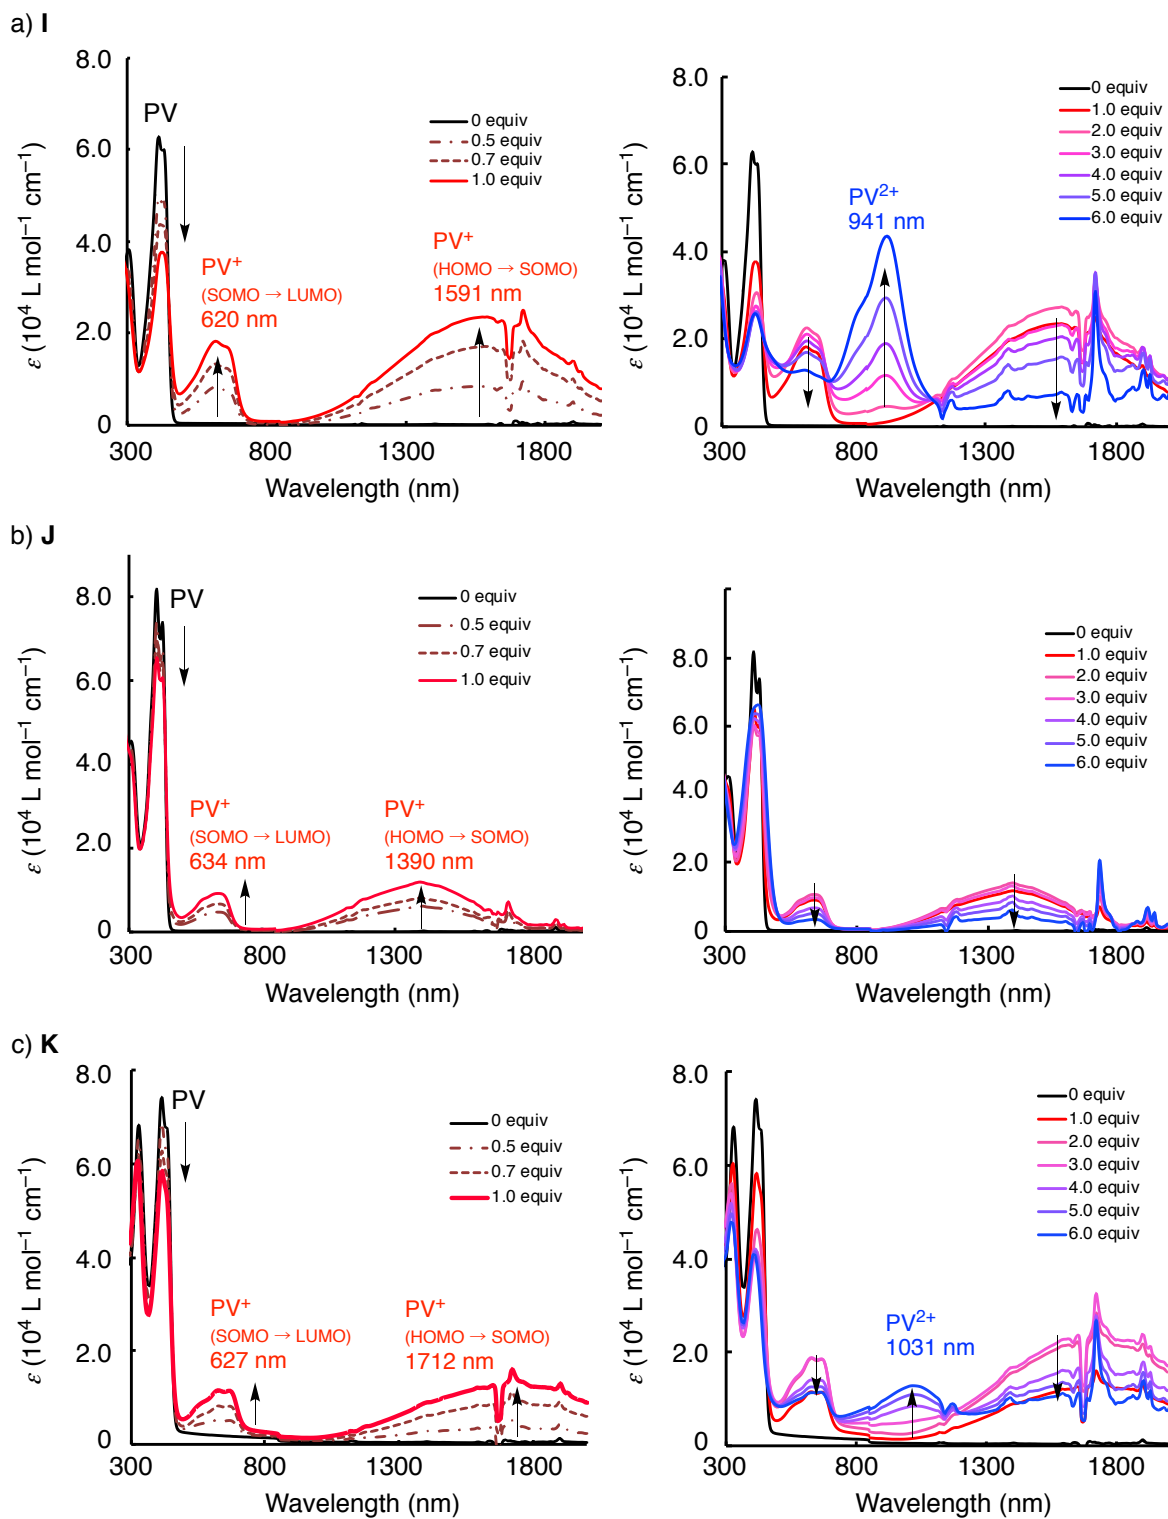 a) I
8.0
6.0
4.0
2.0
0
ε (10⁴ L mol⁻¹ cm⁻¹)
PV
0 equiv
0.5 equiv
0.7 equiv
1.0 equiv
PV⁺
(SOMO → LUMO)
620 nm
PV⁺
(HOMO → SOMO)
1591 nm
300 800 1300 1800
Wavelength (nm)
8.0
6.0
4.0
2.0
0
ε (10⁴ L mol⁻¹ cm⁻¹)
0 equiv
1.0 equiv
2.0 equiv
3.0 equiv
4.0 equiv
5.0 equiv
6.0 equiv
PV²⁺
941 nm
300 800 1300 1800
Wavelength (nm)
b) J
8.0
6.0
4.0
2.0
0
ε (10⁴ L mol⁻¹ cm⁻¹)
PV
0 equiv
0.5 equiv
0.7 equiv
1.0 equiv
PV⁺
(SOMO → LUMO)
634 nm
PV⁺
(HOMO → SOMO)
1390 nm
300 800 1300 1800
Wavelength (nm)
8.0
6.0
4.0
2.0
0
ε (10⁴ L mol⁻¹ cm⁻¹)
0 equiv
1.0 equiv
2.0 equiv
3.0 equiv
4.0 equiv
5.0 equiv
6.0 equiv
300 800 1300 1800
Wavelength (nm)
c) K
8.0
6.0
4.0
2.0
0
ε (10⁴ L mol⁻¹ cm⁻¹)
PV
0 equiv
0.5 equiv
0.7 equiv
1.0 equiv
PV⁺
(SOMO → LUMO)
627 nm
PV⁺
(HOMO → SOMO)
1712 nm
300 800 1300 1800
Wavelength (nm)
8.0
6.0
4.0
2.0
0
ε (10⁴ L mol⁻¹ cm⁻¹)
0 equiv
1.0 equiv
2.0 equiv
3.0 equiv
4.0 equiv
5.0 equiv
6.0 equiv
PV²⁺
1031 nm
300 800 1300 1800
Wavelength (nm)